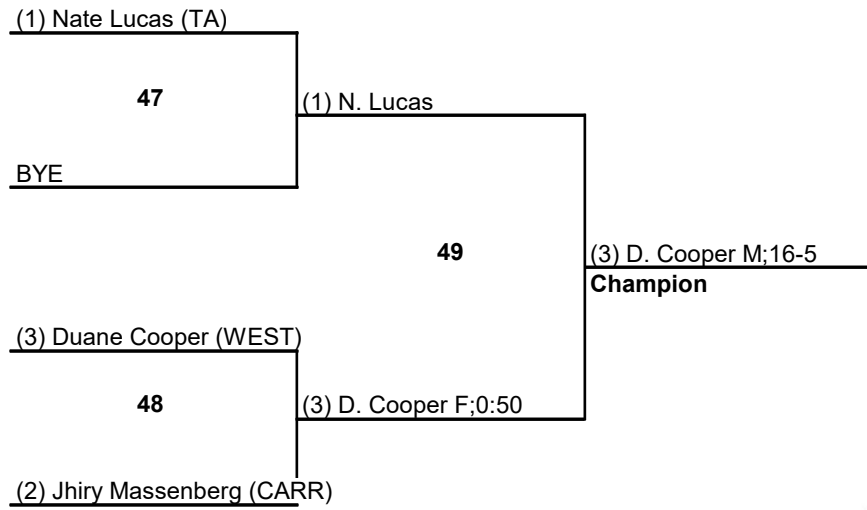 (1) Nate Lucas (TA)
47
(1) N. Lucas
BYE
49
(3) D. Cooper M;16-5
Champion
(3) Duane Cooper (WEST)
48
(3) D. Cooper F;0:50
(2) Jhiry Massenberg (CARR)